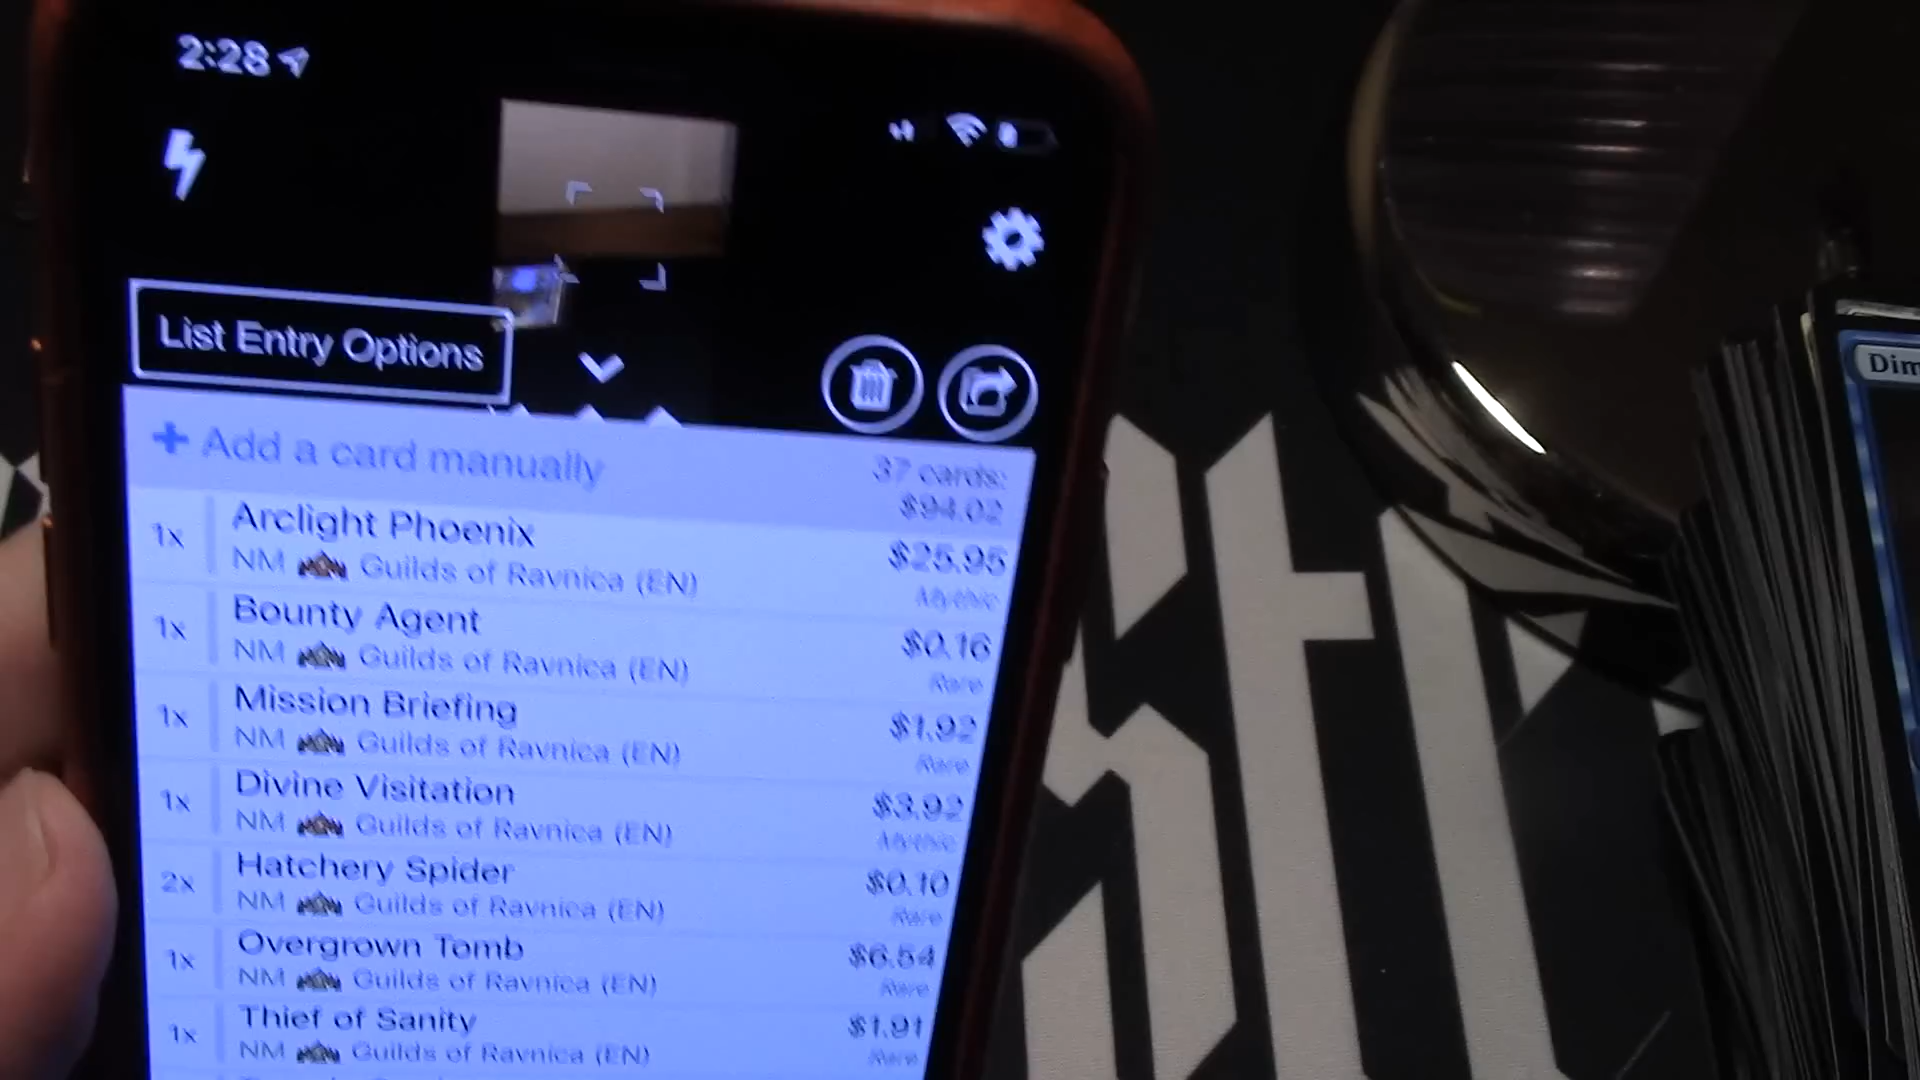 2:28
List Entry Options
+ Add a card manually
37 cards:
$94.02
1x Arclight Phoenix $25.95
NM Guilds of Ravnica (EN) Mythic
1x Bounty Agent $0.16
NM Guilds of Ravnica (EN) Rare
1x Mission Briefing $1.92
NM Guilds of Ravnica (EN) Rare
1x Divine Visitation $3.92
NM Guilds of Ravnica (EN) Mythic
2x Hatchery Spider $0.10
NM Guilds of Ravnica (EN) Rare
1x Overgrown Tomb $6.54
NM Guilds of Ravnica (EN) Rare
1x Thief of Sanity $1.91
NM Guilds of Ravnica (EN) Rare
Dim